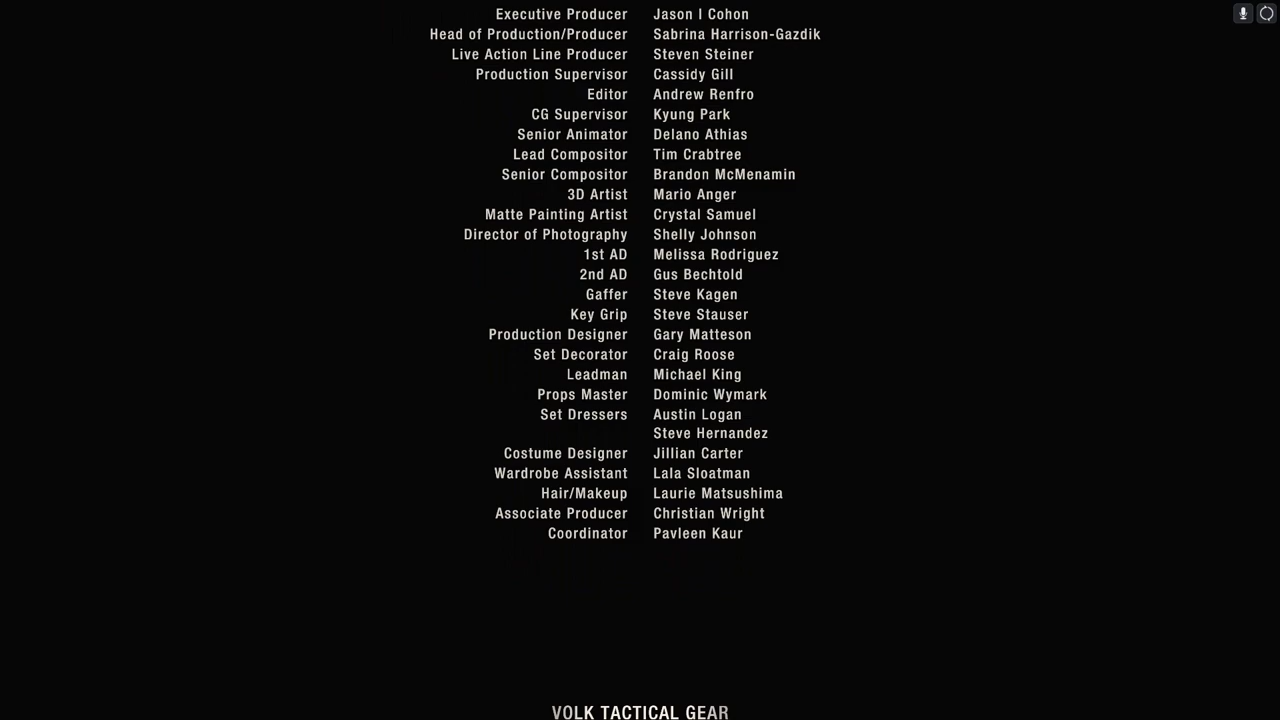 Executive Producer Jason I Cohon
Head of Production/Producer Sabrina Harrison-Gazdik
Live Action Line Producer Steven Steiner
Production Supervisor Cassidy Gill
Editor Andrew Renfro
CG Supervisor Kyung Park
Senior Animator Delano Athias
Lead Compositor Tim Crabtree
Senior Compositor Brandon McMenamin
3D Artist Mario Anger
Matte Painting Artist Crystal Samuel
Director of Photography Shelly Johnson
1st AD Melissa Rodriguez
2nd AD Gus Bechtold
Gaffer Steve Kagen
Key Grip Steve Stauser
Production Designer Gary Matteson
Set Decorator Craig Roose
Leadman Michael King
Props Master Dominic Wymark
Set Dressers Austin Logan
Steve Hernandez
Costume Designer Jillian Carter
Wardrobe Assistant Lala Sloatman
Hair/Makeup Laurie Matsushima
Associate Producer Christian Wright
Coordinator Pavleen Kaur
VOLK TACTICAL GEAR